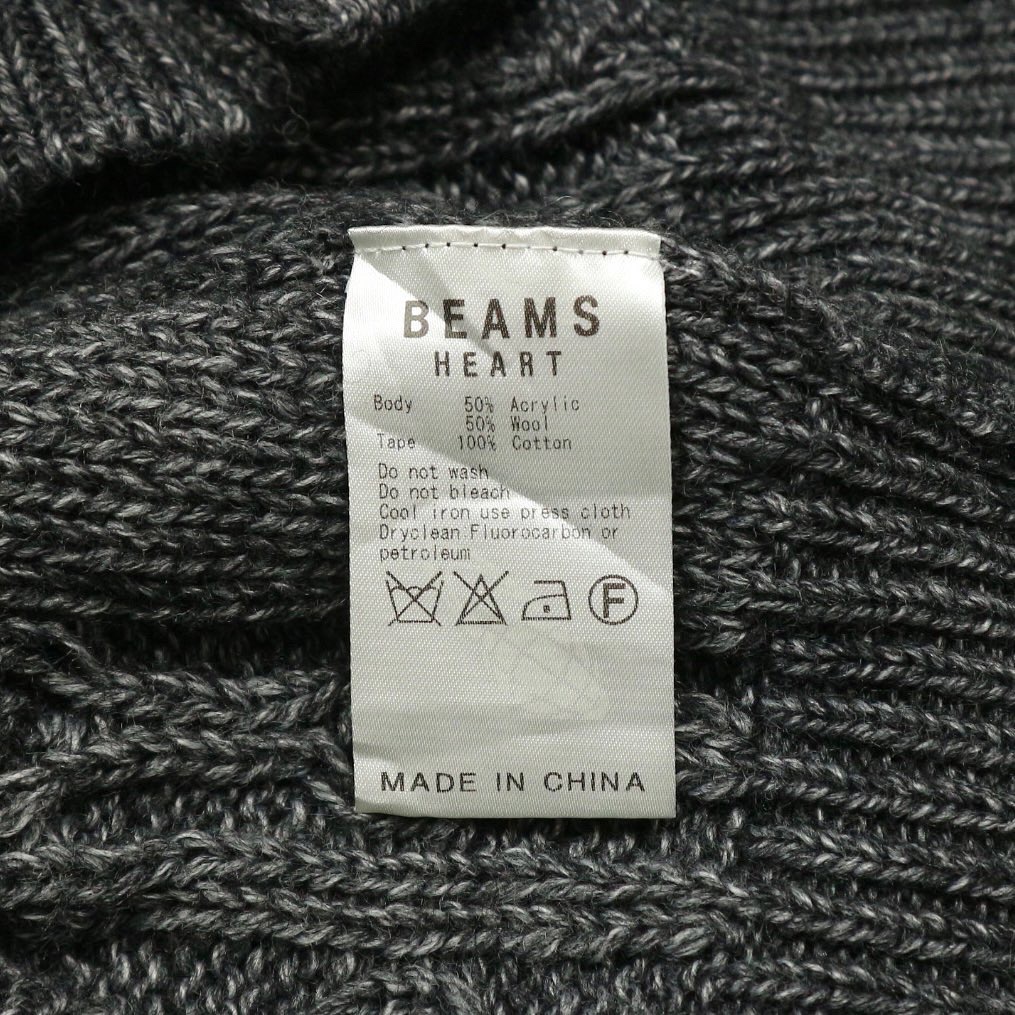 BEAMS
HEART
Body 50% Acrylic
50% Wool
Tape 100% Cotton
Do not wash
Do not bleach
Cool iron use press cloth
Dryclean Fluorocarbon or
petroleum
F
MADE IN CHINA